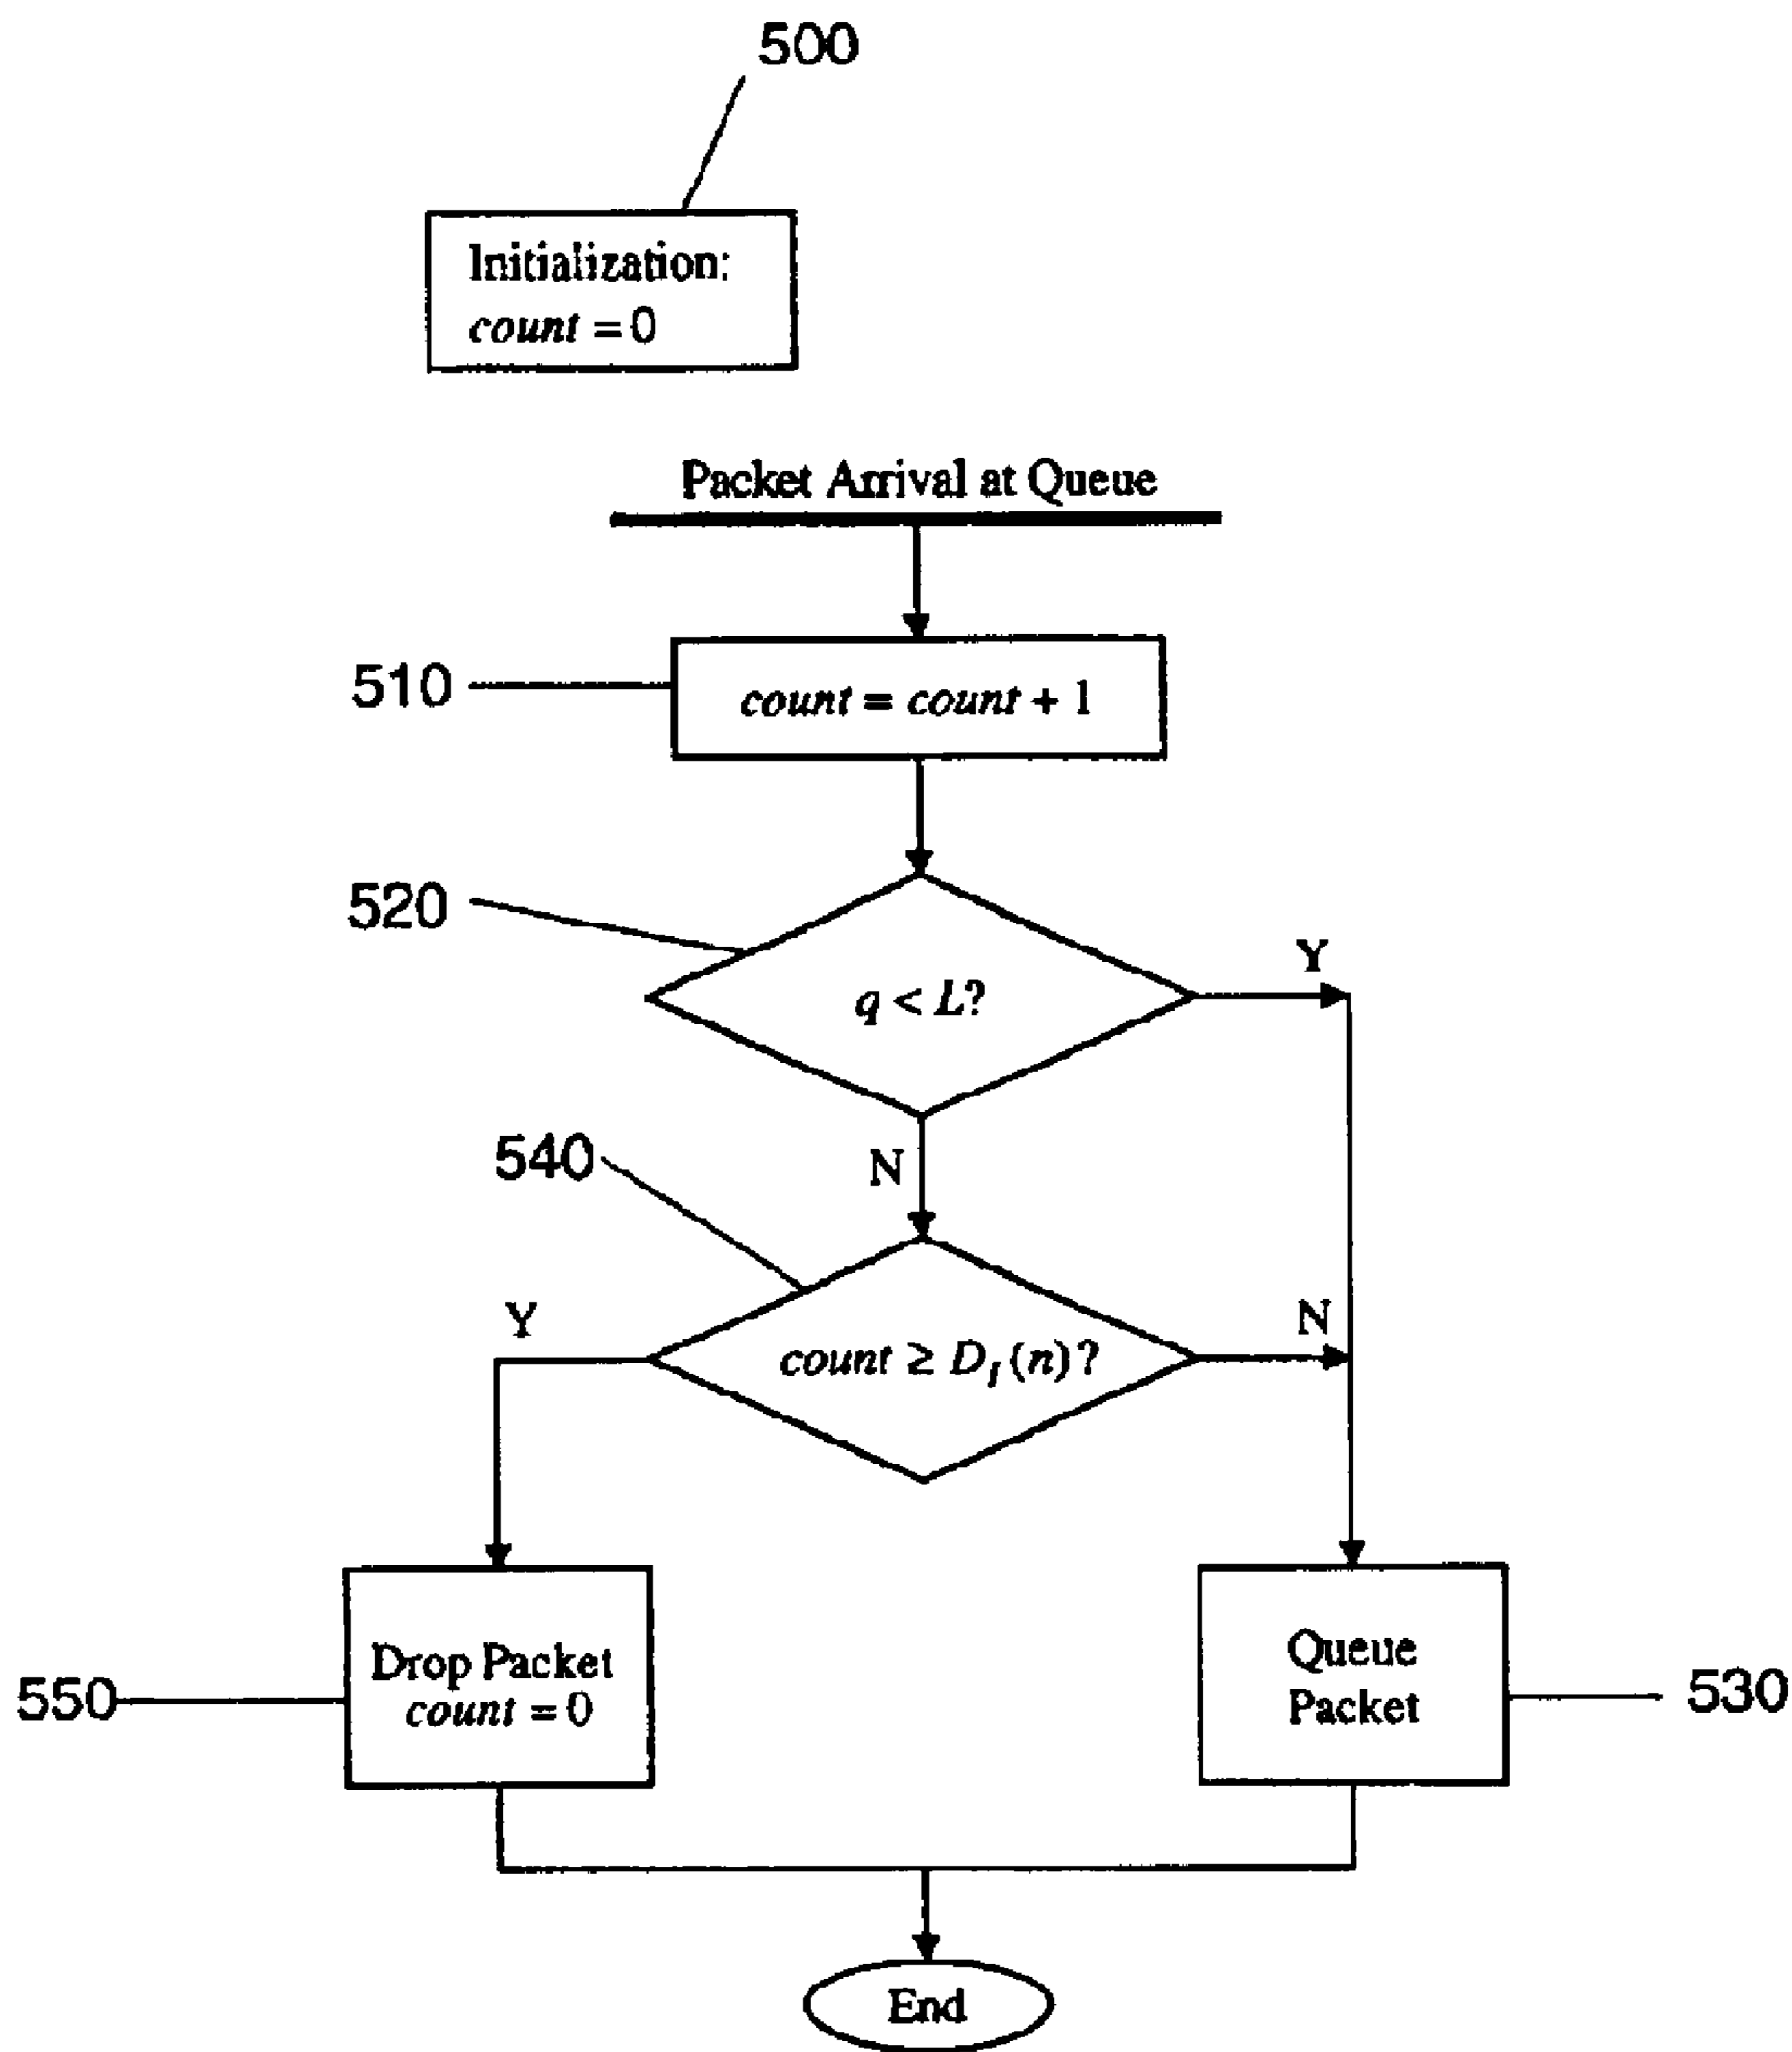 500
Initialization:
count = 0
Packet Arrival at Queue
510
count = count + 1
520
q < L?
Y
540
N
Y
count ≥ D_I(n)?
N
550
Drop Packet
count = 0
Queue
Packet
530
End